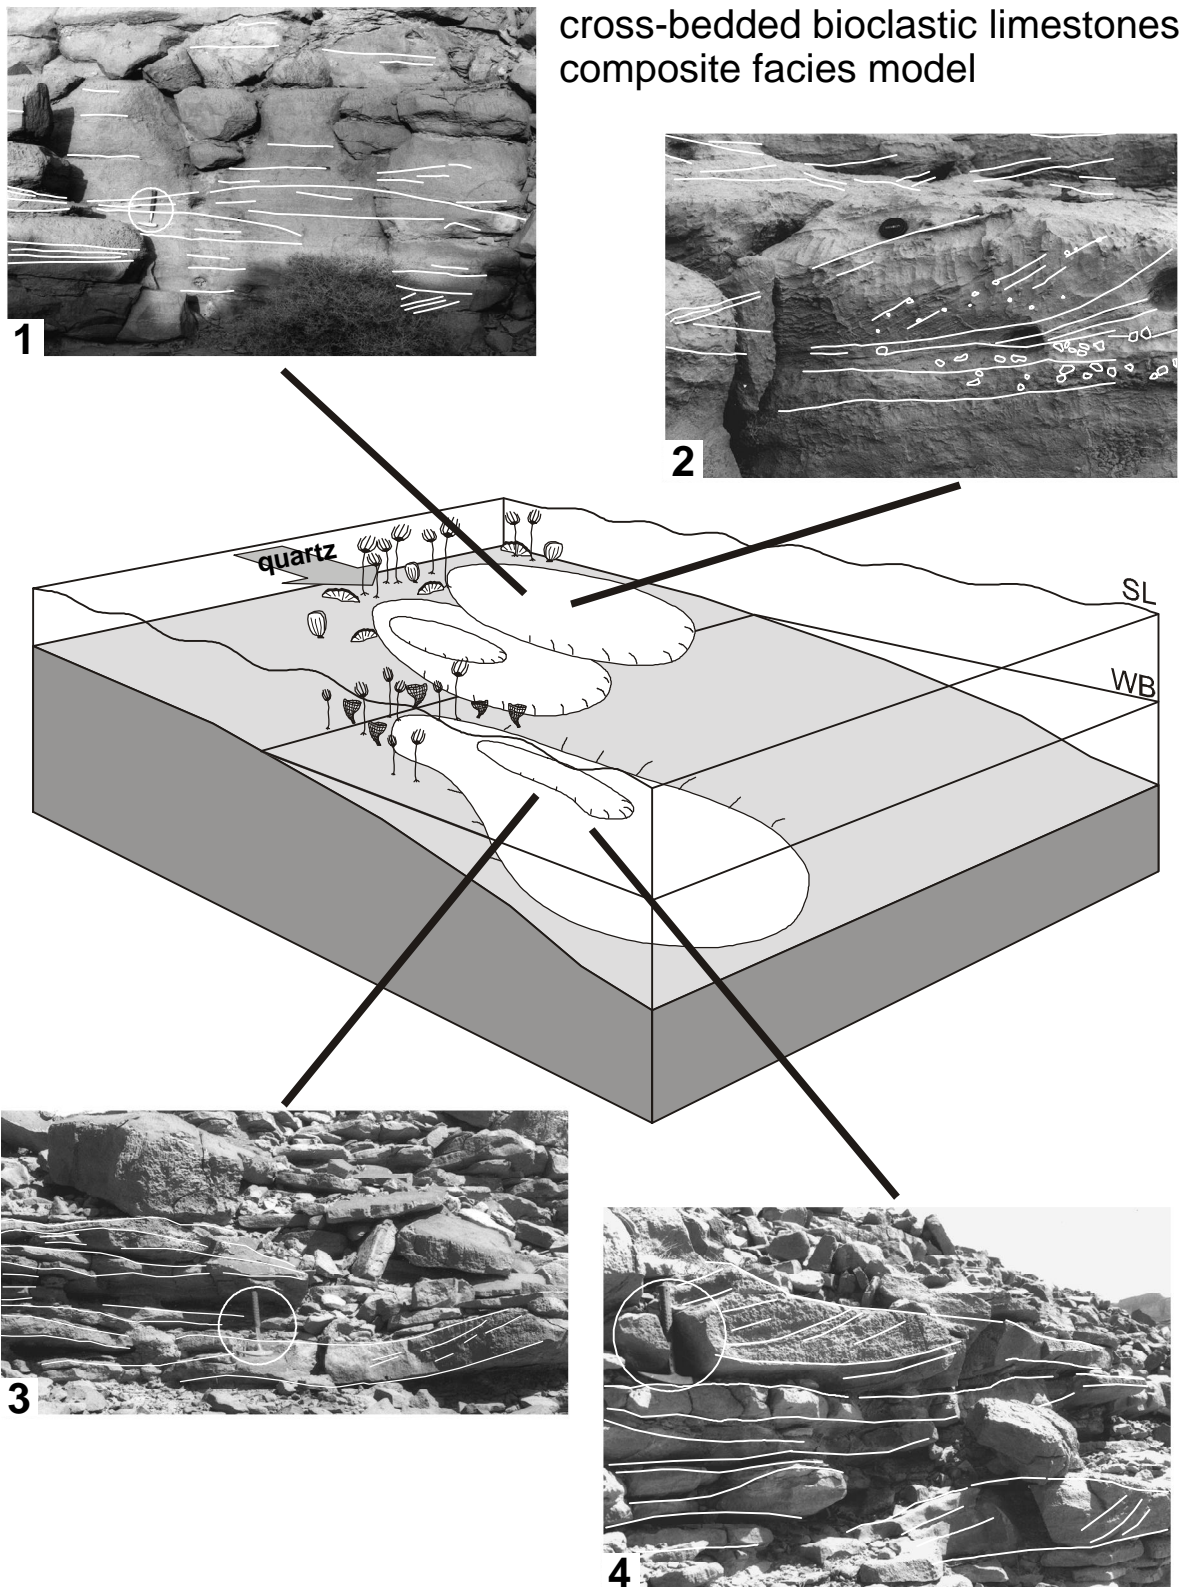 cross-bedded bioclastic limestones
composite facies model
1
2
quartz
SL
WB
3
4